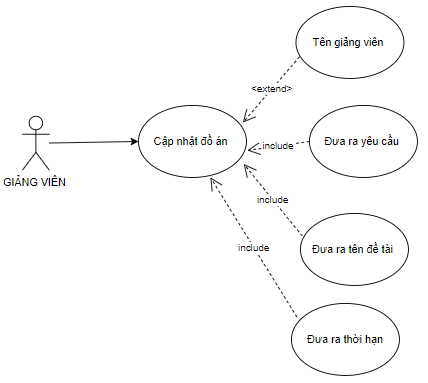 Tên giảng viên
<extend>
Cập nhật đồ án
include
Đưa ra yêu cầu
GIẢNG VIÊN
include
Đưa ra tên đề tài
include
Đưa ra thời hạn